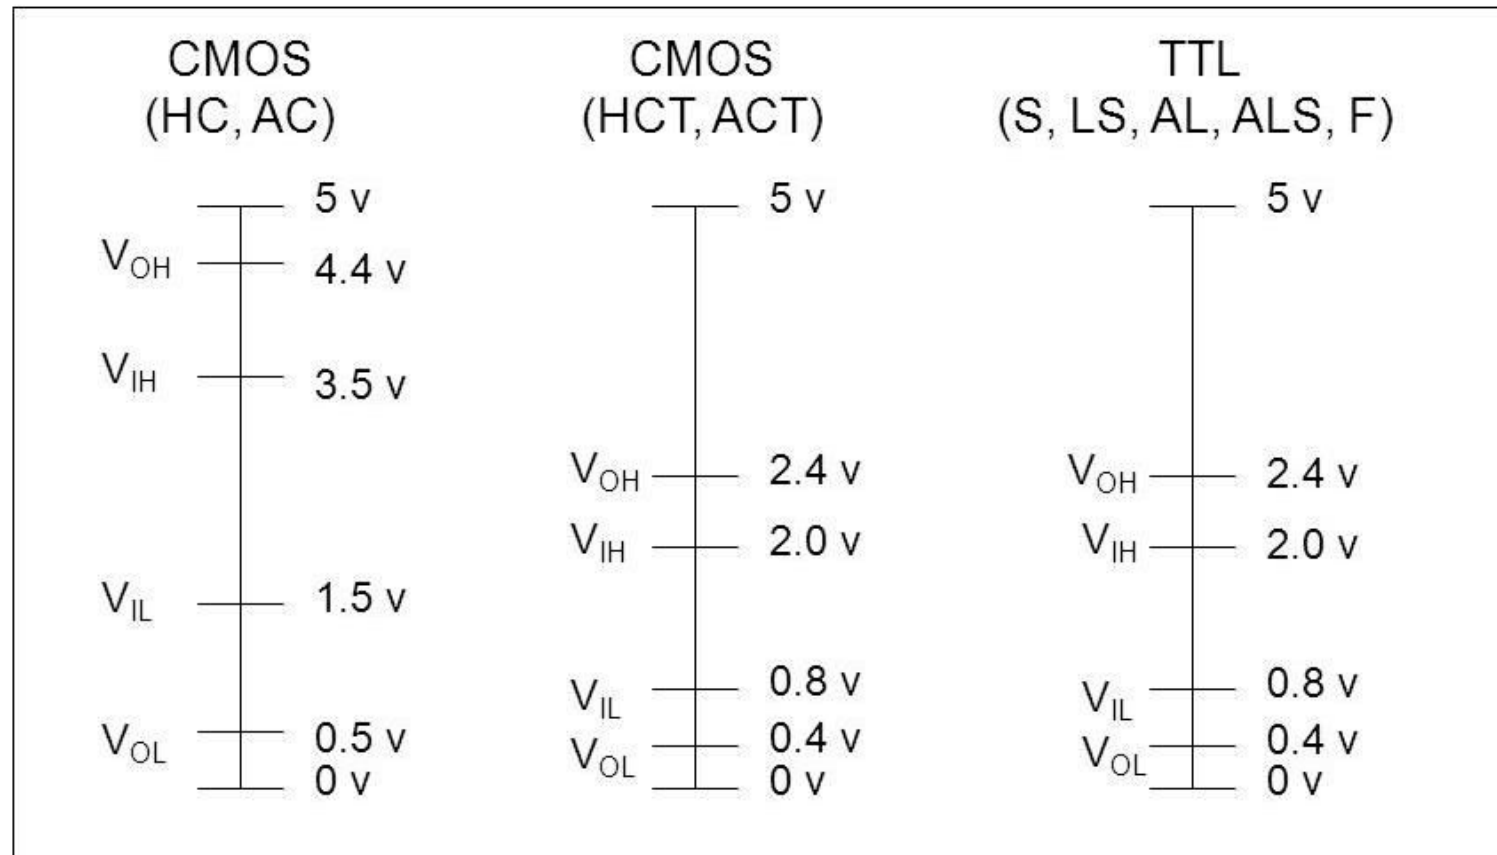 CMOS
(HC, AC)
5 v
VOH 4.4 v
VIH 3.5 v
VIL 1.5 v
VOL 0.5 v
0 v
CMOS
(HCT, ACT)
5 v
VOH 2.4 v
VIH 2.0 v
VIL 0.8 v
VOL 0.4 v
0 v
TTL
(S, LS, AL, ALS, F)
5 v
VOH 2.4 v
VIH 2.0 v
VIL 0.8 v
VOL 0.4 v
0 v